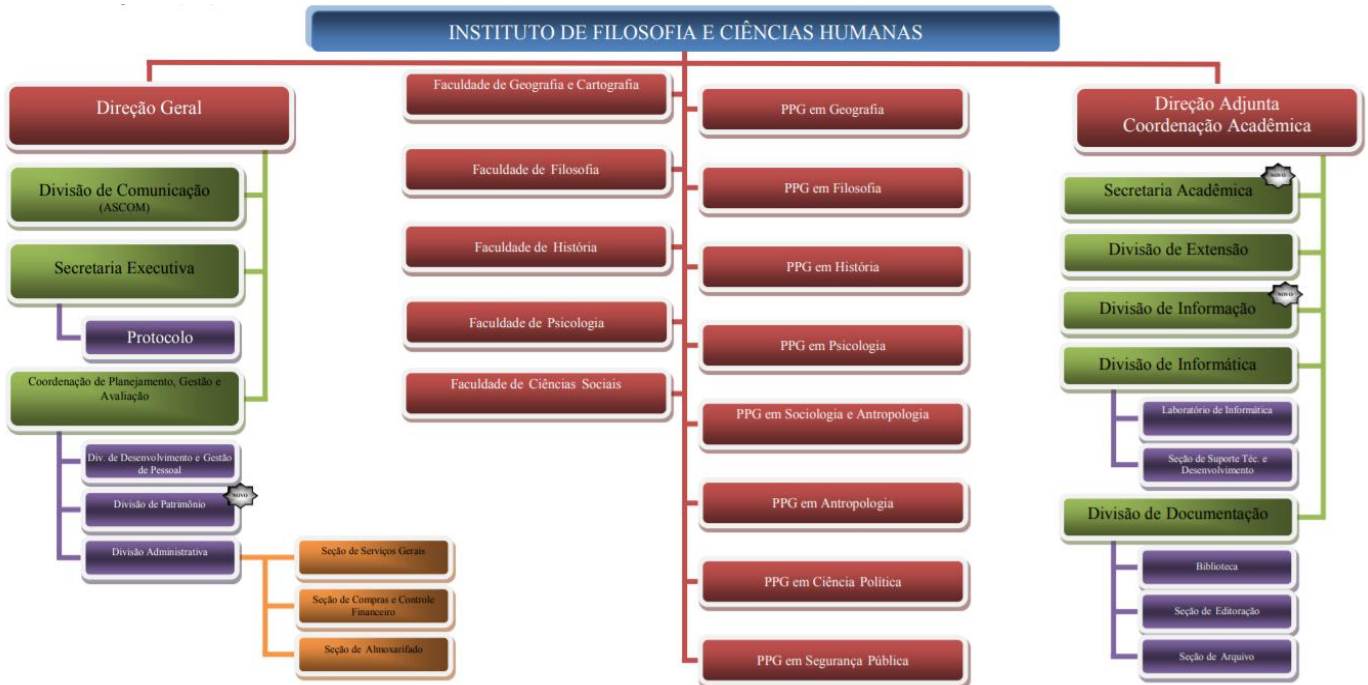 INSTITUTO DE FILOSOFIA E CIÊNCIAS HUMANAS
Direção Geral
Divisão de Comunicação
(ASCOM)
Secretaria Executiva
Protocolo
Coordenação de Planejamento, Gestão e
Avaliação
Div. de Desenvolvimento e Gestão
de Pessoal
Divisão de Patrimônio
NOVO
Divisão Administrativa
Seção de Serviços Gerais
Seção de Compras e Controle
Financeiro
Seção de Almoxarifado
Faculdade de Geografia e Cartografia
Faculdade de Filosofia
Faculdade de História
Faculdade de Psicologia
Faculdade de Ciências Sociais
PPG em Geografia
PPG em Filosofia
PPG em História
PPG em Psicologia
PPG em Sociologia e Antropologia
PPG em Antropologia
PPG em Ciência Política
PPG em Segurança Pública
Direção Adjunta
Coordenação Acadêmica
Secretaria Acadêmica
NOVO
Divisão de Extensão
Divisão de Informação
NOVO
Divisão de Informática
Laboratório de Informática
Seção de Suporte Téc. e
Desenvolvimento
Divisão de Documentação
Biblioteca
Seção de Editoração
Seção de Arquivo